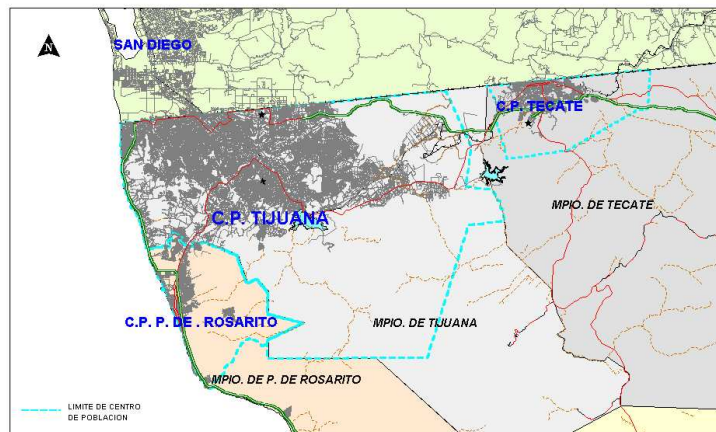 N
SAN DIEGO
C.P. TECATE
MPIO. DE TECATE
C.P. TIJUANA
C.P. P. DE . ROSARITO
MPIO. DE TIJUANA
MPIO. DE P. DE ROSARITO
LIMITE DE CENTRO
DE POBLACION